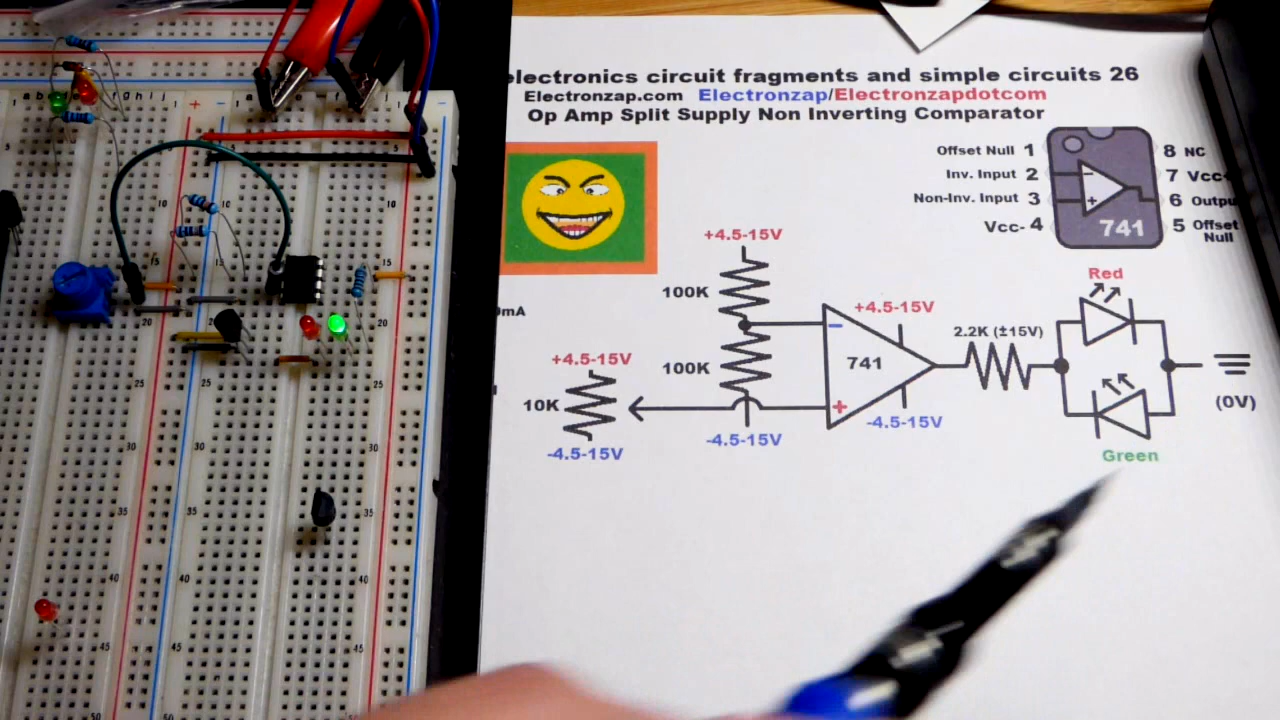 electronics circuit fragments and simple circuits 26
Electronzap.com Electronzap/Electronzapdotcom
Op Amp Split Supply Non Inverting Comparator
Offset Null 1
Inv. Input 2
Non-Inv. Input 3
Vcc- 4
8 NC
7 Vcc+
6 Outpu
5 Offset
Null
741
+4.5-15V
100K
100K
-4.5-15V
mA
+4.5-15V
10K
-4.5-15V
+4.5-15V
741
-4.5-15V
2.2K (±15V)
Red
Green
(0V)